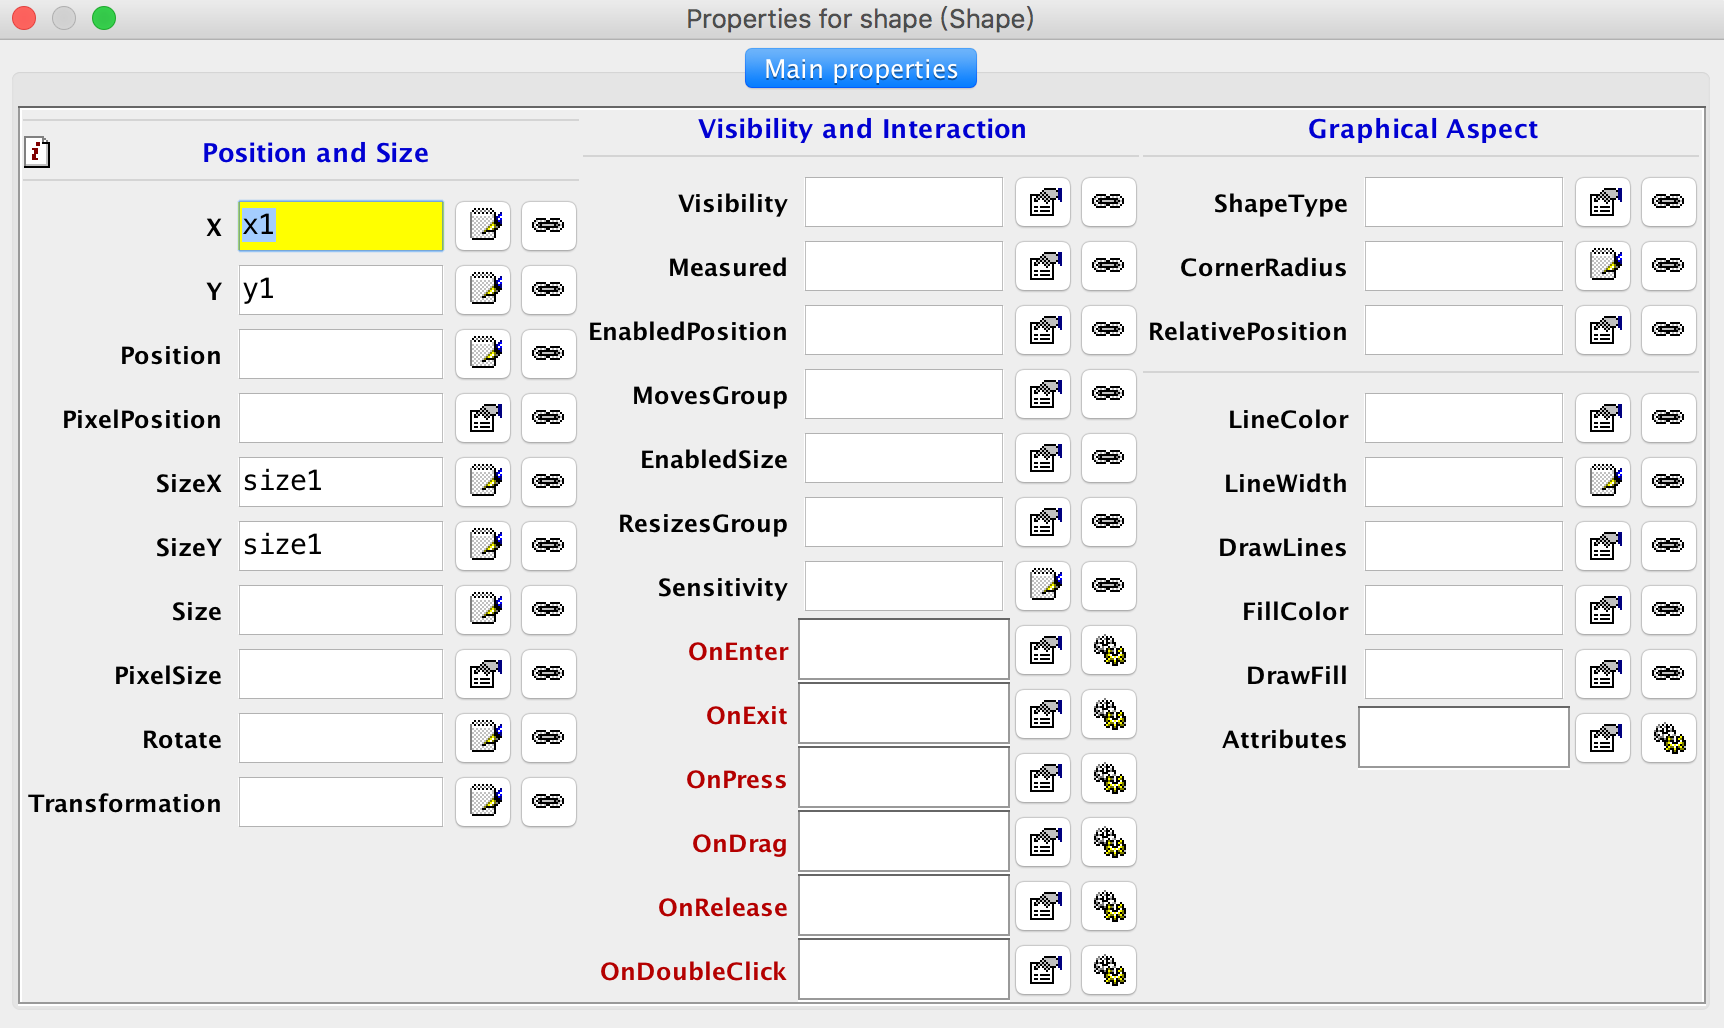 Properties for shape (Shape)
Main properties
Position and Size
X x1
Y y1
Position
PixelPosition
SizeX size1
SizeY size1
Size
PixelSize
Rotate
Transformation
Visibility and Interaction
Visibility
Measured
EnabledPosition
MovesGroup
EnabledSize
ResizesGroup
Sensitivity
OnEnter
OnExit
OnPress
OnDrag
OnRelease
OnDoubleClick
Graphical Aspect
ShapeType
CornerRadius
RelativePosition
LineColor
LineWidth
DrawLines
FillColor
DrawFill
Attributes